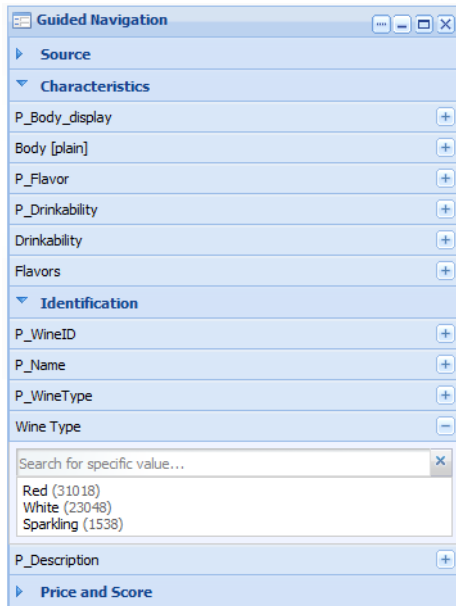 Guided Navigation
Source
Characteristics
P_Body_display
Body [plain]
P_Flavor
P_Drinkability
Drinkability
Flavors
Identification
P_WineID
P_Name
P_WineType
Wine Type
Search for specific value...
Red (31018)
White (23048)
Sparkling (1538)
P_Description
Price and Score